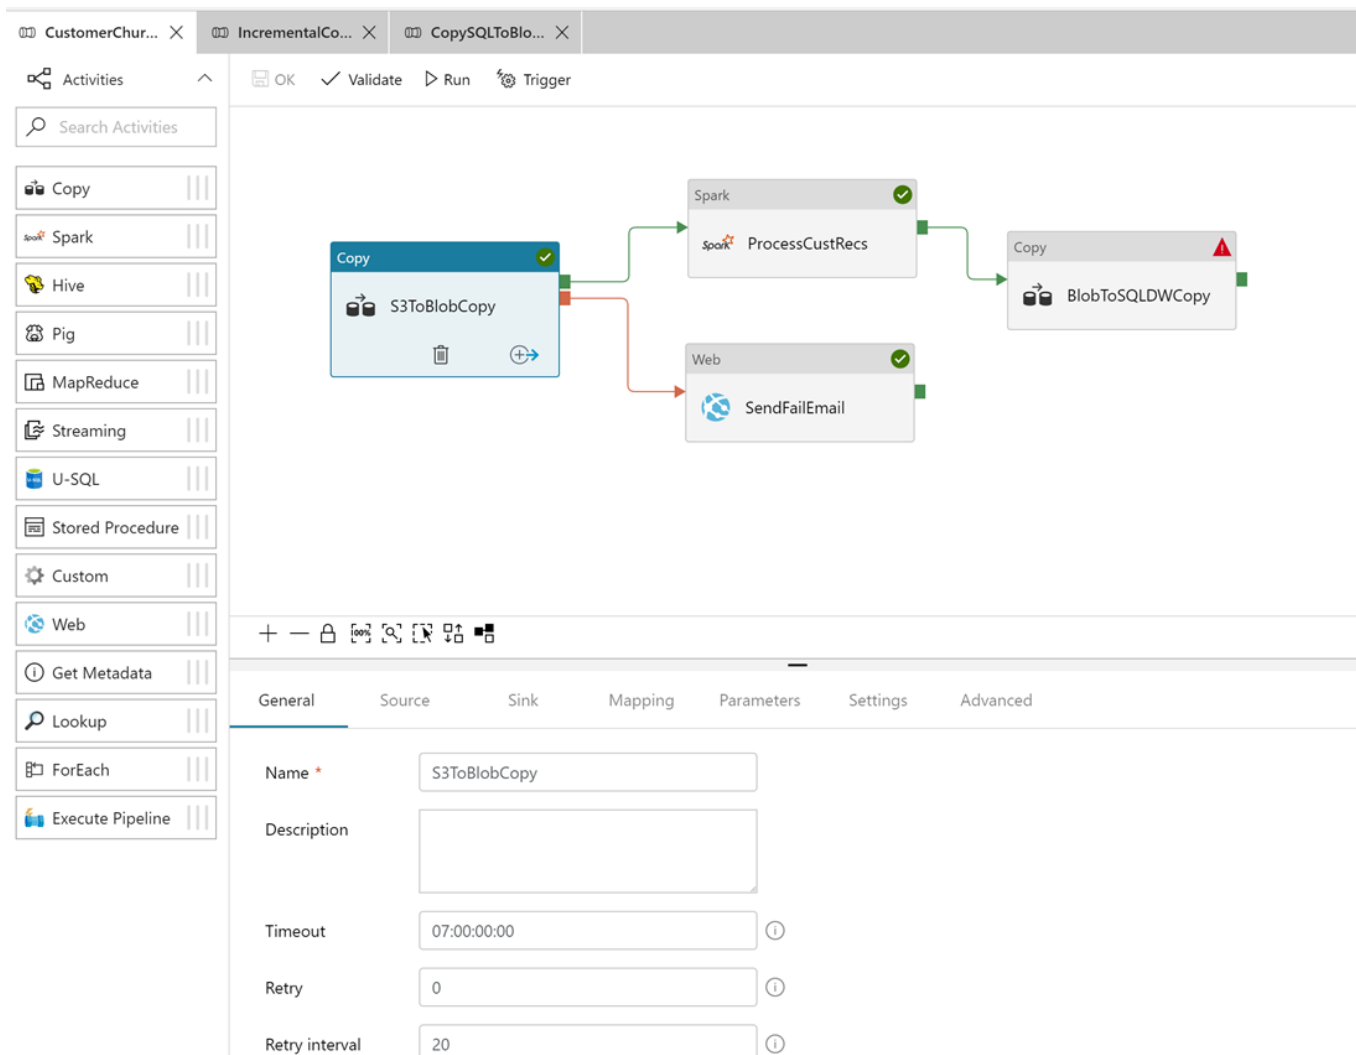 CustomerChur...
IncrementalCo...
CopySQLToBlo...
Activities
OK
Validate
Run
Trigger
Search Activities
Copy
Spark
Hive
Pig
MapReduce
Streaming
U-SQL
Stored Procedure
Custom
Web
Get Metadata
Lookup
ForEach
Execute Pipeline
Copy
S3ToBlobCopy
Spark
Spark
ProcessCustRecs
Copy
BlobToSQLDWCopy
Web
SendFailEmail
100%
General
Source
Sink
Mapping
Parameters
Settings
Advanced
Name *
S3ToBlobCopy
Description
Timeout
07:00:00:00
Retry
0
Retry interval
20